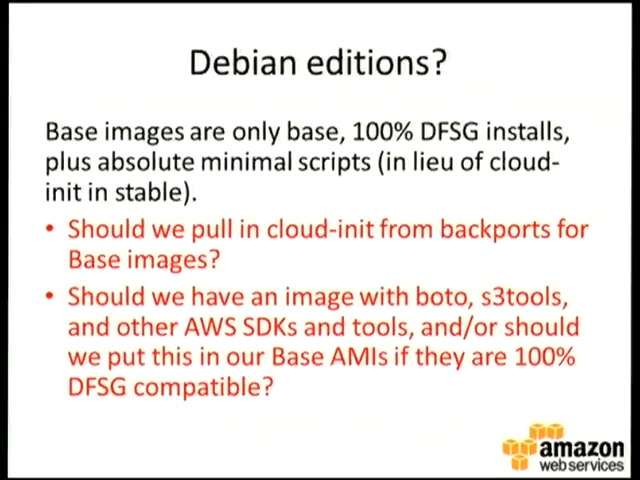 Debian editions?
Base images are only base, 100% DFSG installs,
plus absolute minimal scripts (in lieu of cloud-
init in stable).
• Should we pull in cloud-init from backports for
Base images?
• Should we have an image with boto, s3tools,
and other AWS SDKs and tools, and/or should
we put this in our Base AMIs if they are 100%
DFSG compatible?
amazon
web services